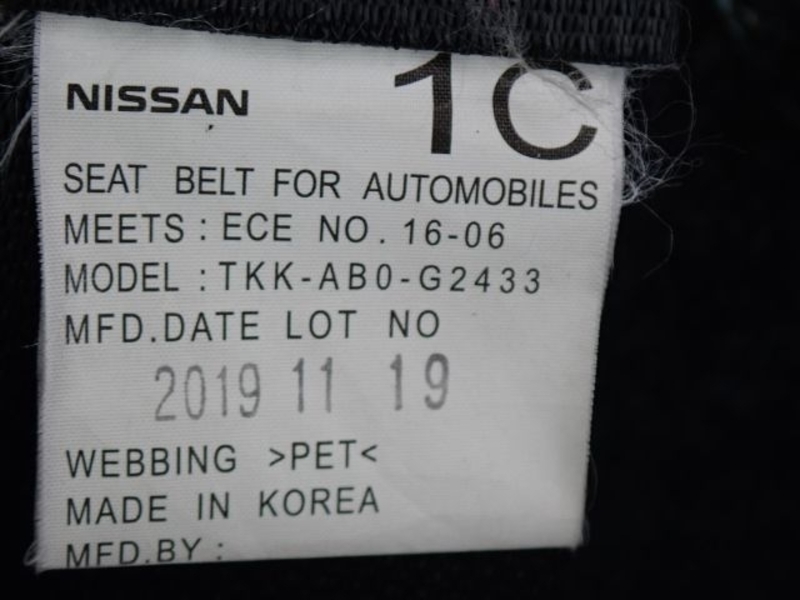 NISSAN 1C
SEAT BELT FOR AUTOMOBILES
MEETS : ECE NO. 16-06
MODEL : TKK-AB0-G2433
MFD.DATE LOT NO
2019 11 19
WEBBING >PET<
MADE IN KOREA
MFD.BY :